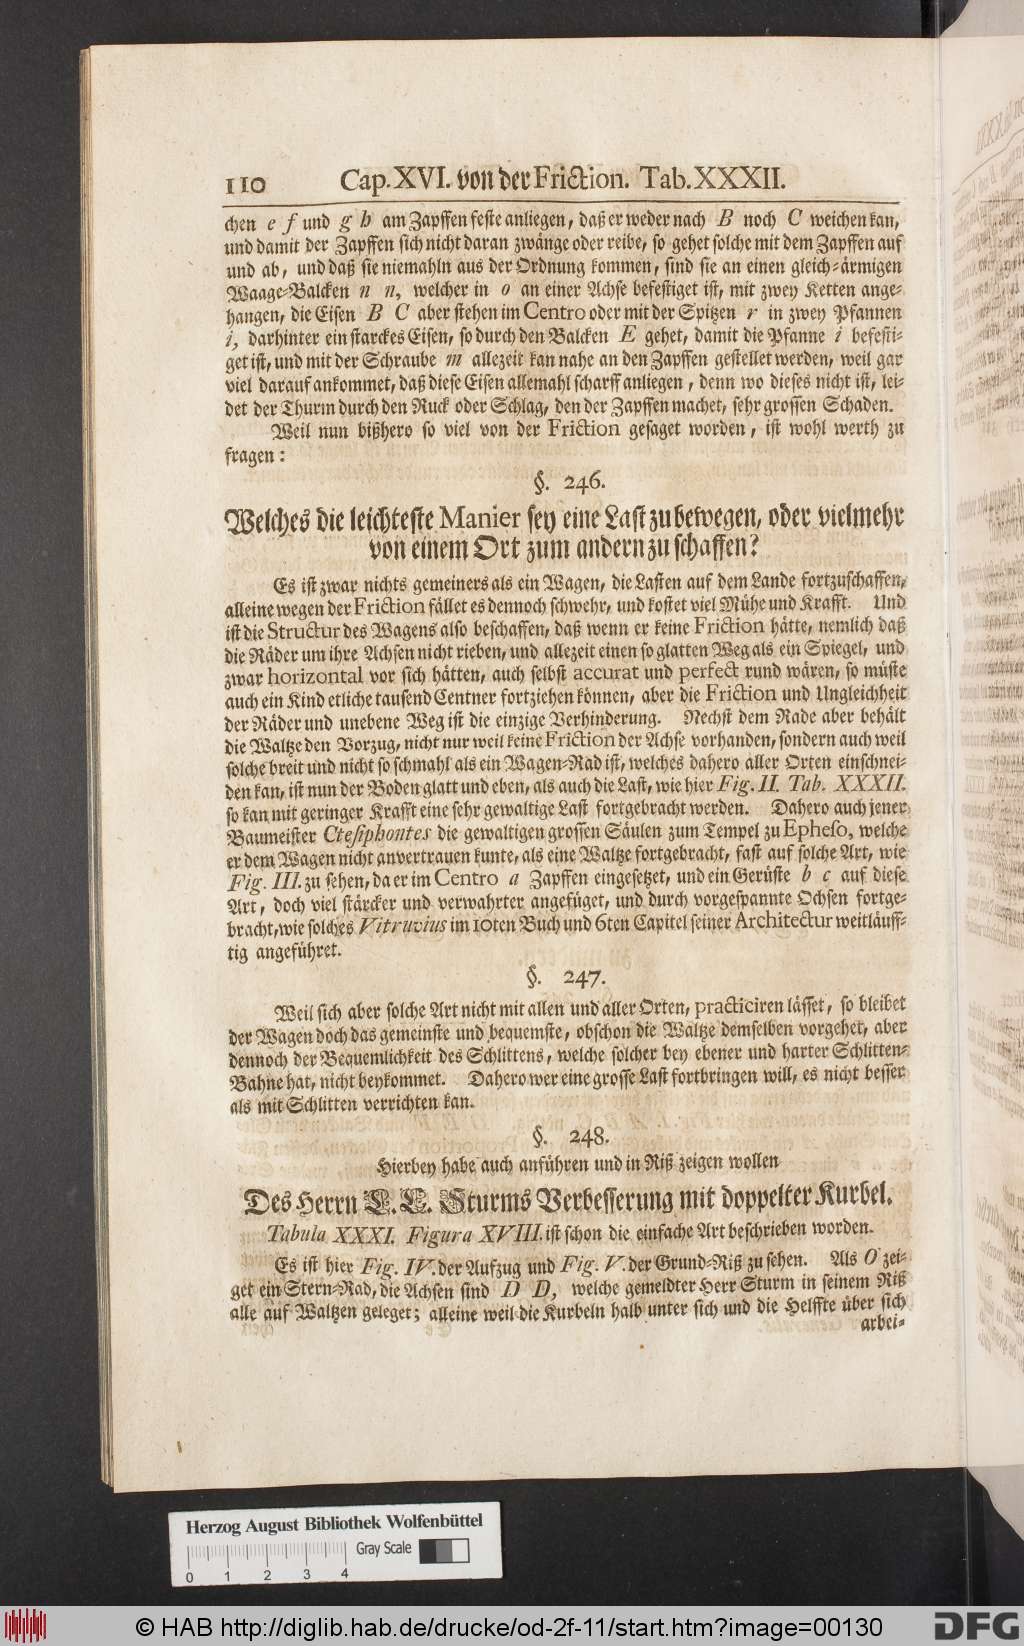 110 Cap. XVI. von der Friction. Tab. XXXII.
chen e f und g h am Zapffen feste anliegen, daß er weder nach B noch C weichen kan,
und damit der Zapffen sich nicht daran zwänge oder reibe, so gehet solche mit dem Zapffen auf
und ab, und daß sie niemahln aus der Ordnung kommen, sind sie an einen gleich-ärmigen
Waage-Balcken n n, welcher in o an einer Achse befestiget ist, mit zwey Ketten ange-
hangen, die Eisen B C aber stehen im Centro oder mit der Spitzen r in zwey Pfannen
i, darhinter ein starckes Eisen, so durch den Balcken E gehet, damit die Pfanne i befesti-
get ist, und mit der Schraube m allezeit kan nahe an den Zapffen gestellet werden, weil gar
viel darauf ankommet, daß diese Eisen allemahl scharff anliegen, denn wo dieses nicht ist, lei-
det der Thurm durch den Ruck oder Schlag, den der Zapffen machet, sehr grossen Schaden.
Weil nun bißhero so viel von der Friction gesaget worden, ist wohl werth zu
fragen:
§. 246.
Welches die leichteste Manier sey eine Last zu bewegen, oder vielmehr
von einem Ort zum andern zu schaffen?
Es ist zwar nichts gemeiners als ein Wagen, die Lasten auf dem Lande fortzuschaffen,
alleine wegen der Friction fället es dennoch schwehr, und kostet viel Mühe und Krafft. Und
ist die Structur des Wagens also beschaffen, daß wenn er keine Friction hätte, nemlich daß
die Räder um ihre Achsen nicht rieben, und allezeit einen so glatten Weg als ein Spiegel, und
zwar horizontal vor sich hätten, auch selbst accurat und perfect rund wären, so müste
auch ein Kind etliche tausend Centner fortziehen können, aber die Friction und Ungleichheit
der Räder und unebene Weg ist die einzige Verhinderung. Nechst dem Rade aber behält
die Waltze den Vorzug, nicht nur weil keine Friction der Achse vorhanden, sondern auch weil
solche breit und nicht so schmahl als ein Wagen-Rad ist, welches dahero aller Orten einschnei-
den kan, ist nun der Boden glatt und eben, als auch die Last, wie hier Fig. II. Tab. XXXII.
so kan mit geringer Krafft eine sehr gewaltige Last fortgebracht werden. Dahero auch jener
Baumeister Ctesiphontes die gewaltigen grossen Säulen zum Tempel zu Epheso, welche
er dem Wagen nicht anvertrauen kunte, als eine Waltze fortgebracht, fast auf solche Art, wie
Fig. III. zu sehen, da er im Centro a Zapffen eingesetzet, und ein Gerüste b c auf diese
Art, doch viel stärcker und verwahrter angefüget, und durch vorgespannte Ochsen fortge-
bracht, wie solches Vitruvius im 10ten Buch und 6ten Capitel seiner Architectur weitläuff-
tig angeführet.
§. 247.
Weil sich aber solche Art nicht mit allen und aller Orten, practiciren lässet, so bleibet
der Wagen doch das gemeinste und bequemste, obschon die Waltze demselben vorgehet, aber
dennoch der Bequemlichkeit des Schlittens, welche solcher bey ebener und harter Schlitten-
Bahne hat, nicht beykommet. Dahero wer eine grosse Last fortbringen will, es nicht besser
als mit Schlitten verrichten kan.
§. 248.
Hierbey habe auch anführen und in Riß zeigen wollen
Des Herrn L. C. Sturms Verbesserung mit doppelter Kurbel.
Tabula XXXI. Figura XVIII. ist schon die einfache Art beschrieben worden.
Es ist hier Fig. IV. der Aufzug und Fig. V. der Grund-Riß zu sehen. Als O zei-
get ein Stern-Rad, die Achsen sind D D, welche gemeldter Herr Sturm in seinem Riß
alle auf Waltzen geleget; alleine weil die Kurbeln halb unter sich und die Helffte über sich
arbei-
Herzog August Bibliothek Wolfenbüttel
Gray Scale
0 1 2 3 4
© HAB http://diglib.hab.de/drucke/od-2f-11/start.htm?image=00130
DFG